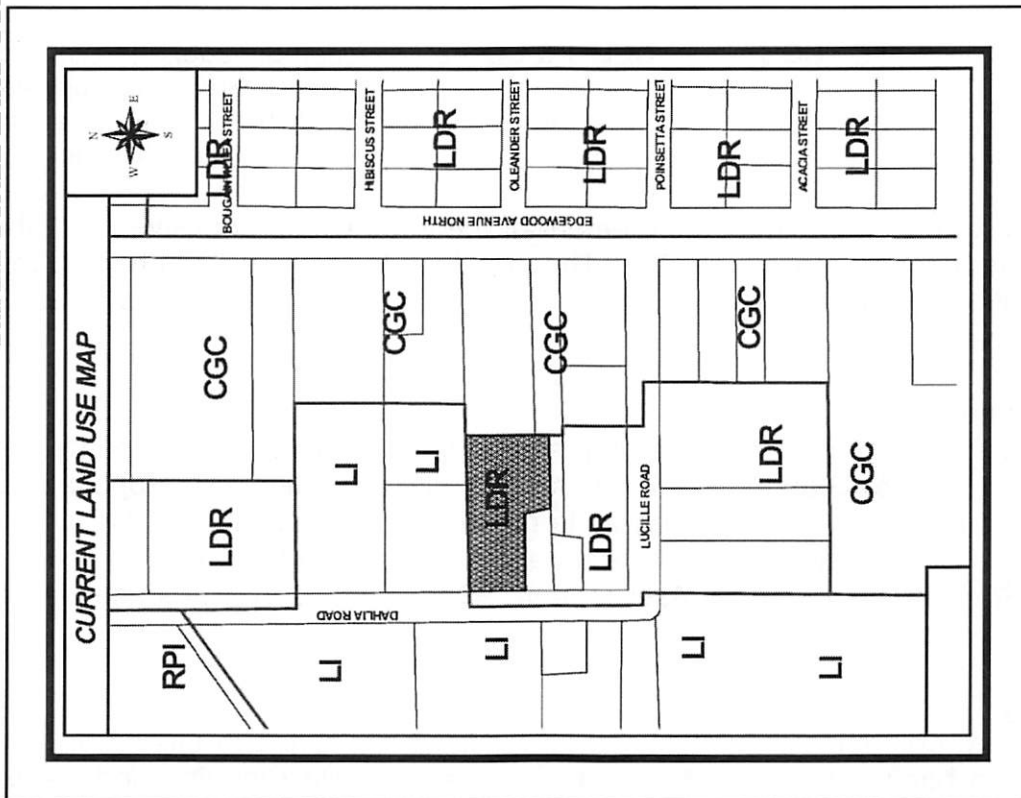 CURRENT LAND USE MAP
N
E
S
W
RPI
LDR
CGC
LDR
BOUGAINVILLEA STREET
LI
LI
CGC
DAHLIA ROAD
LI
HIBISCUS STREET
LDR
EDGEWOOD AVENUE NORTH
LI
LDR
CGC
OLEANDER STREET
LDR
LDR
LUCILLE ROAD
POINSETTA STREET
LI
LDR
CGC
LDR
ACACIA STREET
LI
CGC
LDR